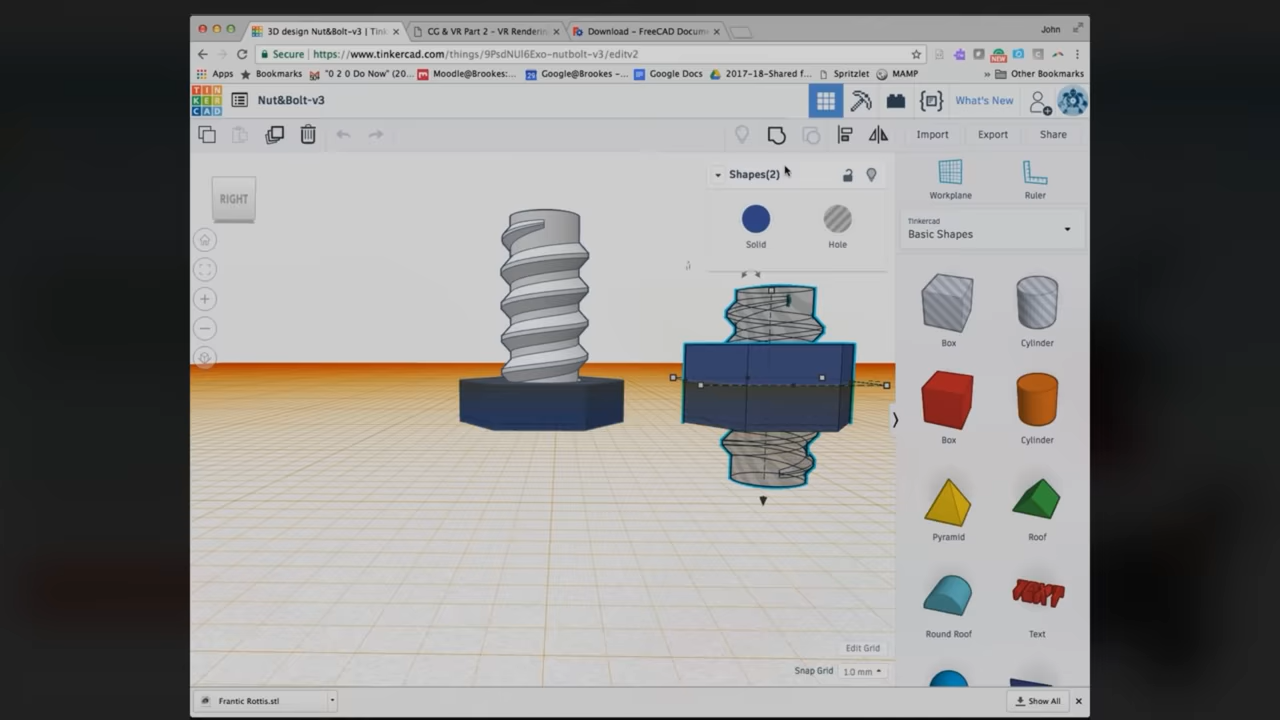 3D design Nut&Bolt-v3 | Tink
CG & VR Part 2 - VR Renderin
Download - FreeCAD Docum
John
Secure
https://www.tinkercad.com/things/9PsdNUl6Exo-nutbolt-v3/editv2
NEW
Apps
Bookmarks
"0 2 0 Do Now" (20...
Moodle@Brookes:...
Google@Brookes –...
Google Docs
2017-18-Shared f...
Spritzlet
MAMP
»
Other Bookmarks
TIN
KER
CAD
Nut&Bolt-v3
What's New
Import
Export
Share
RIGHT
Shapes(2)
Solid
Hole
Workplane
Ruler
Tinkercad
Basic Shapes
Box
Cylinder
Box
Cylinder
Pyramid
Roof
Round Roof
TEXT
Text
Edit Grid
Snap Grid
1.0 mm
Frantic Rottis.stl
Show All